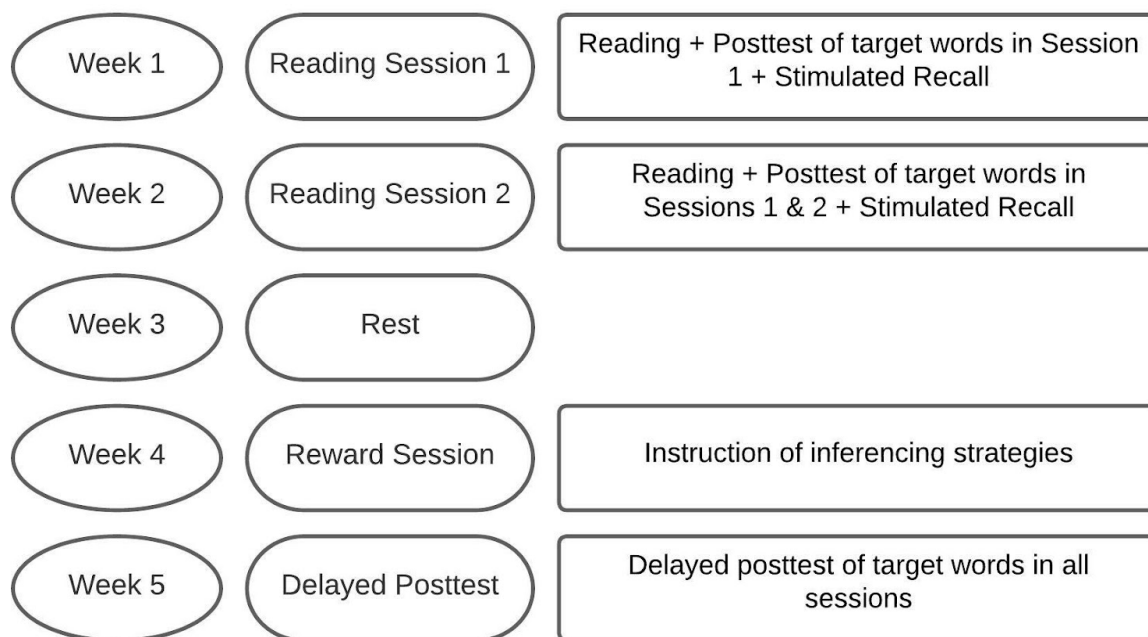 Week 1
Reading Session 1
Reading + Posttest of target words in Session
1 + Stimulated Recall
Week 2
Reading Session 2
Reading + Posttest of target words in
Sessions 1 & 2 + Stimulated Recall
Week 3
Rest
Week 4
Reward Session
Instruction of inferencing strategies
Week 5
Delayed Posttest
Delayed posttest of target words in all
sessions